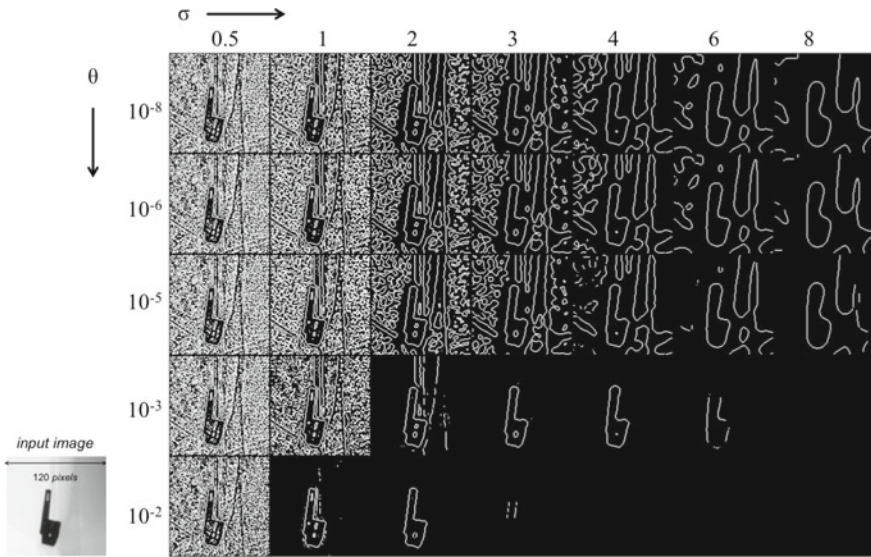 σ
0.5 1 2 3 4 6 8
θ
10⁻⁸
10⁻⁶
10⁻⁵
10⁻³
input image
120 pixels
10⁻²